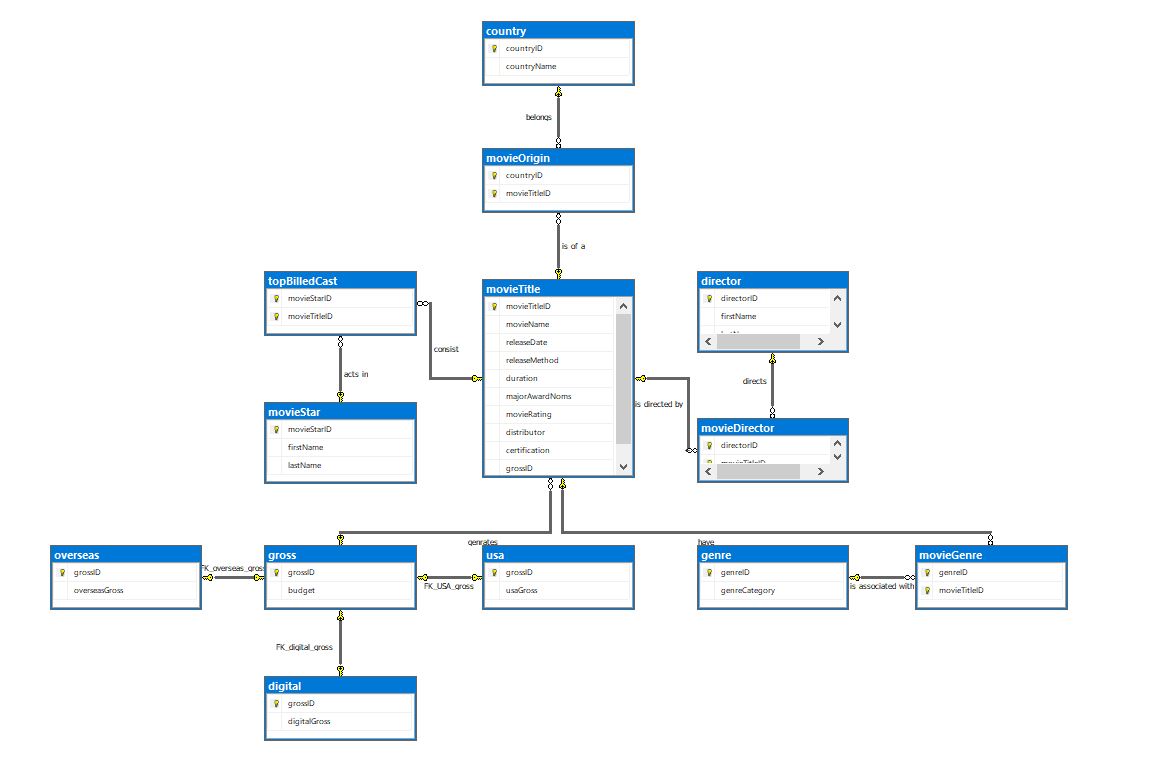 country
countryID
countryName
belongs
movieOrigin
countryID
movieTitleID
is of a
topBilledCast
movieStarID
movieTitleID
acts in
movieStar
movieStarID
firstName
lastName
consist
movieTitle
movieTitleID
movieName
releaseDate
releaseMethod
duration
majorAwardNoms
movieRating
distributor
certification
grossID
director
directorID
firstName
directs
is directed by
movieDirector
directorID
movieTitleID
genrates
have
overseas
grossID
overseasGross
FK_overseas_gross
gross
grossID
budget
FK_USA_gross
usa
grossID
usaGross
genre
genreID
genreCategory
is associated with
movieGenre
genreID
movieTitleID
FK_digital_gross
digital
grossID
digitalGross